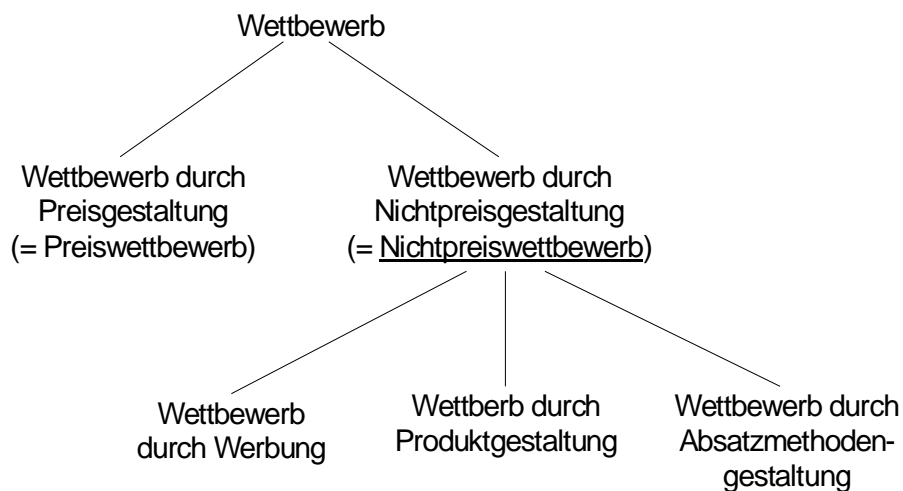 Wettbewerb
Wettbewerb durch
Preisgestaltung
(= Preiswettbewerb)
Wettbewerb durch
Nichtpreisgestaltung
(= Nichtpreiswettbewerb)
Wettbewerb
durch Werbung
Wettberb durch
Produktgestaltung
Wettbewerb durch
Absatzmethoden-
gestaltung